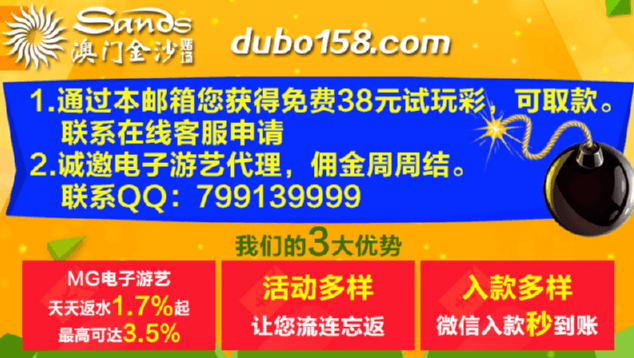 Sands
澳门金沙赌场
dubo158.com
1.通过本邮箱您获得免费38元试玩彩，可取款。
联系在线客服申请
2.诚邀电子游艺代理，佣金周周结。
联系QQ：799139999
我们的3大优势
MG电子游艺
天天返水1.7%起
最高可达3.5%
活动多样
让您流连忘返
入款多样
微信入款秒到账